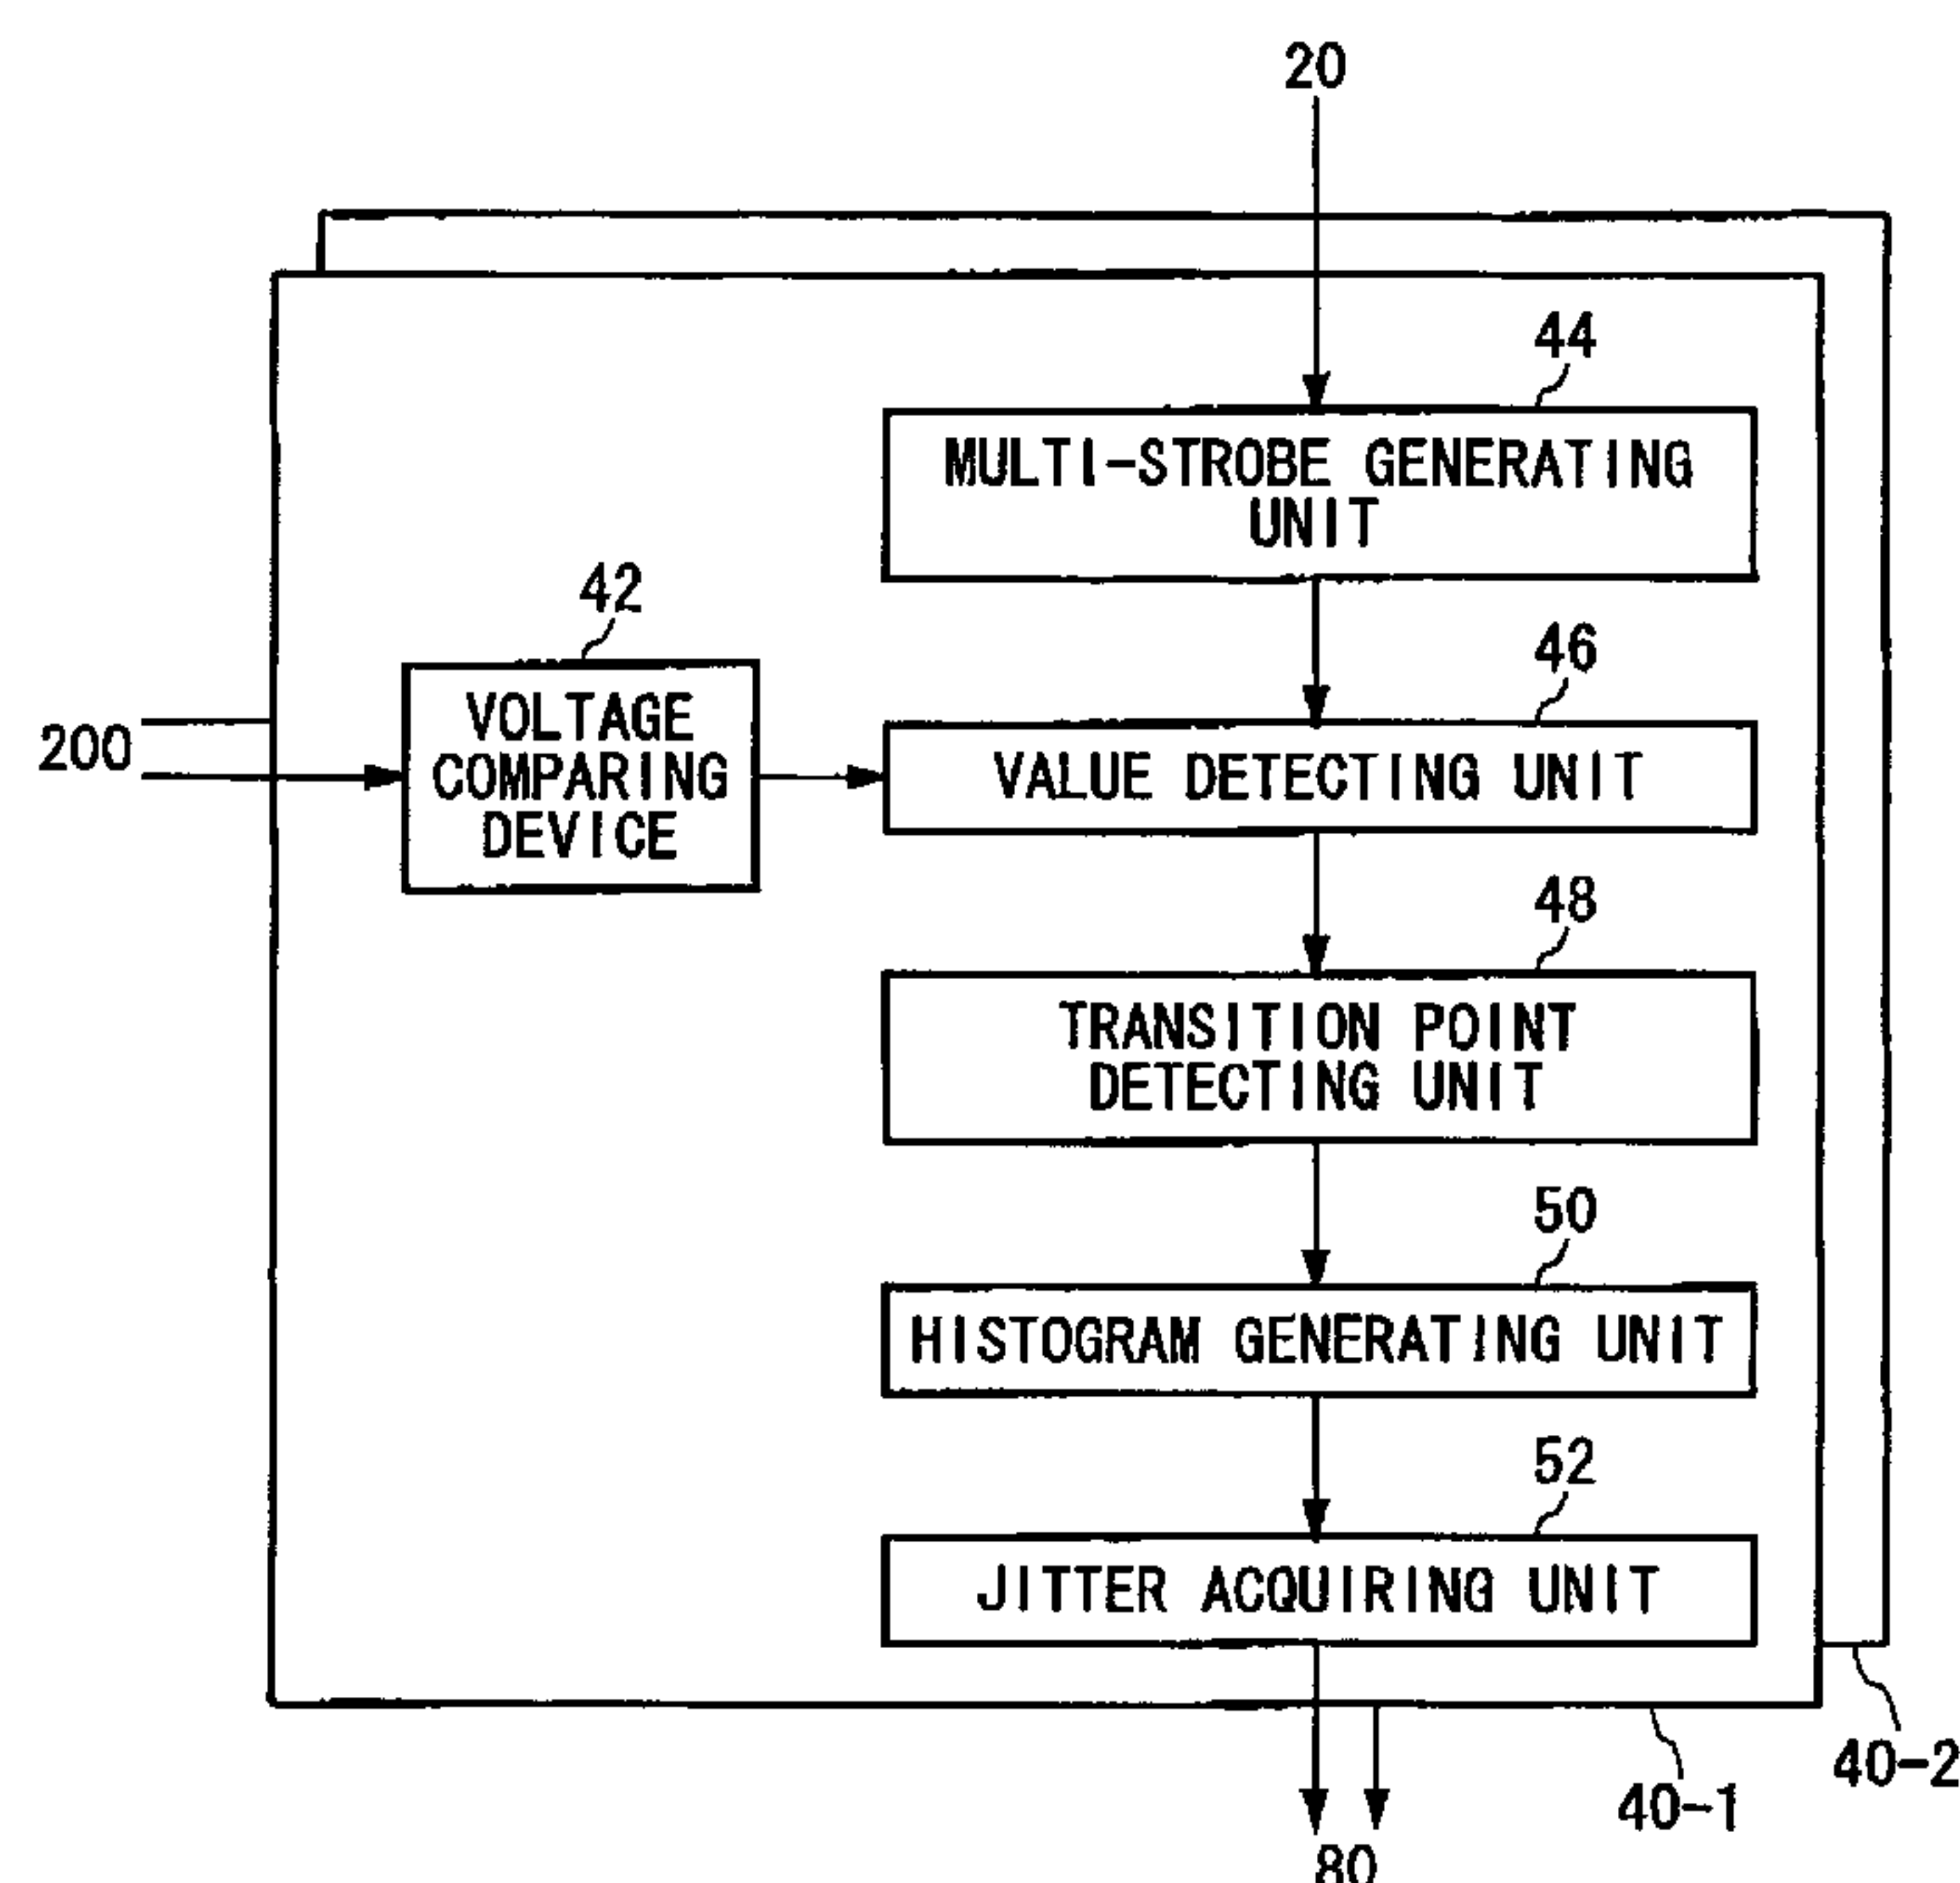 20
44
MULTI-STROBE GENERATING
UNIT
42
46
200
VOLTAGE
COMPARING
DEVICE
VALUE DETECTING UNIT
48
TRANSITION POINT
DETECTING UNIT
50
HISTOGRAM GENERATING UNIT
52
JITTER ACQUIRING UNIT
40-2
40-1
80